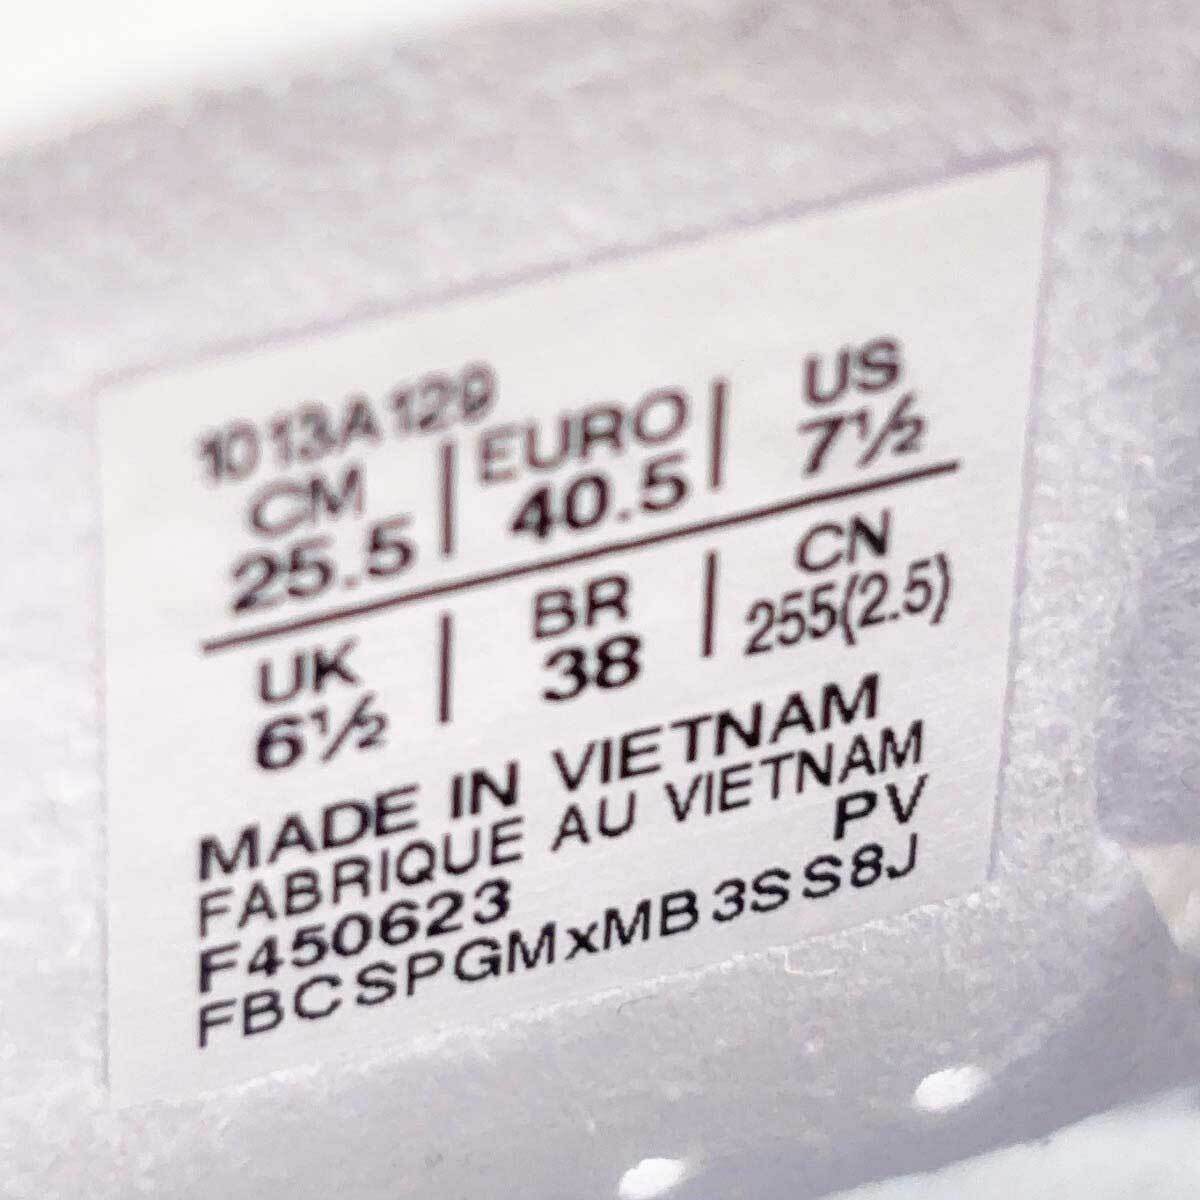 1013A129
CM EURO US
25.5 40.5 7½
UK BR CN
6½ 38 255(2.5)
MADE IN VIETNAM
FABRIQUE AU VIETNAM
F450623 PV
FBCSPGMxMB3SS8J